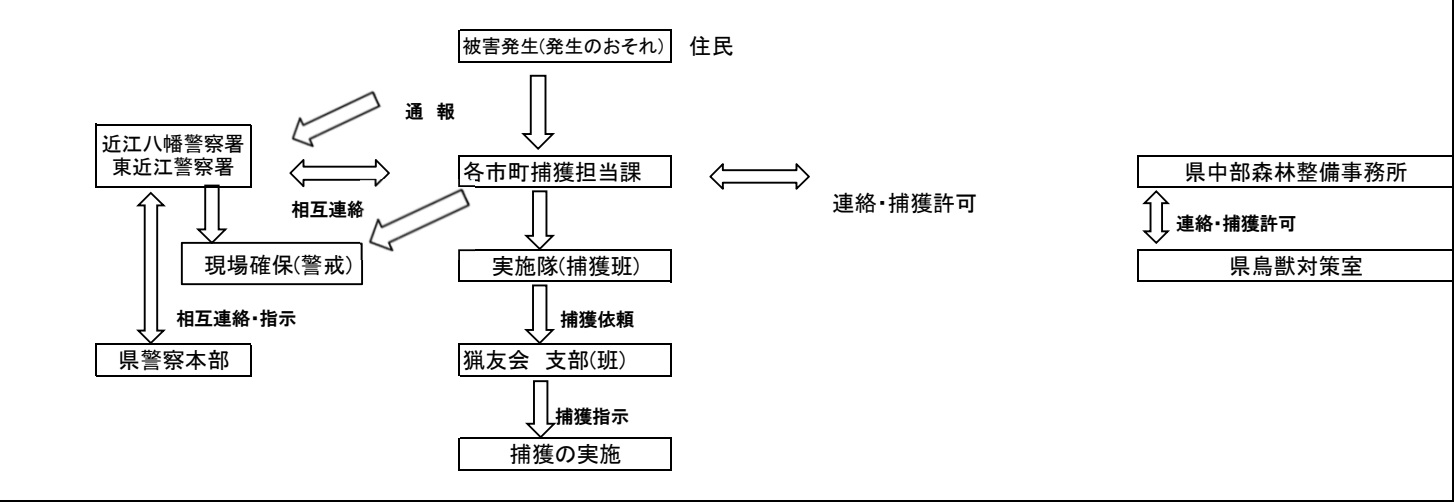 被害発生(発生のおそれ) 住民
通 報
近江八幡警察署
東近江警察署
各市町捕獲担当課
県中部森林整備事務所
相互連絡
連絡・捕獲許可
連絡・捕獲許可
現場確保(警戒)
実施隊(捕獲班)
県鳥獣対策室
相互連絡・指示
捕獲依頼
県警察本部
猟友会 支部(班)
捕獲指示
捕獲の実施